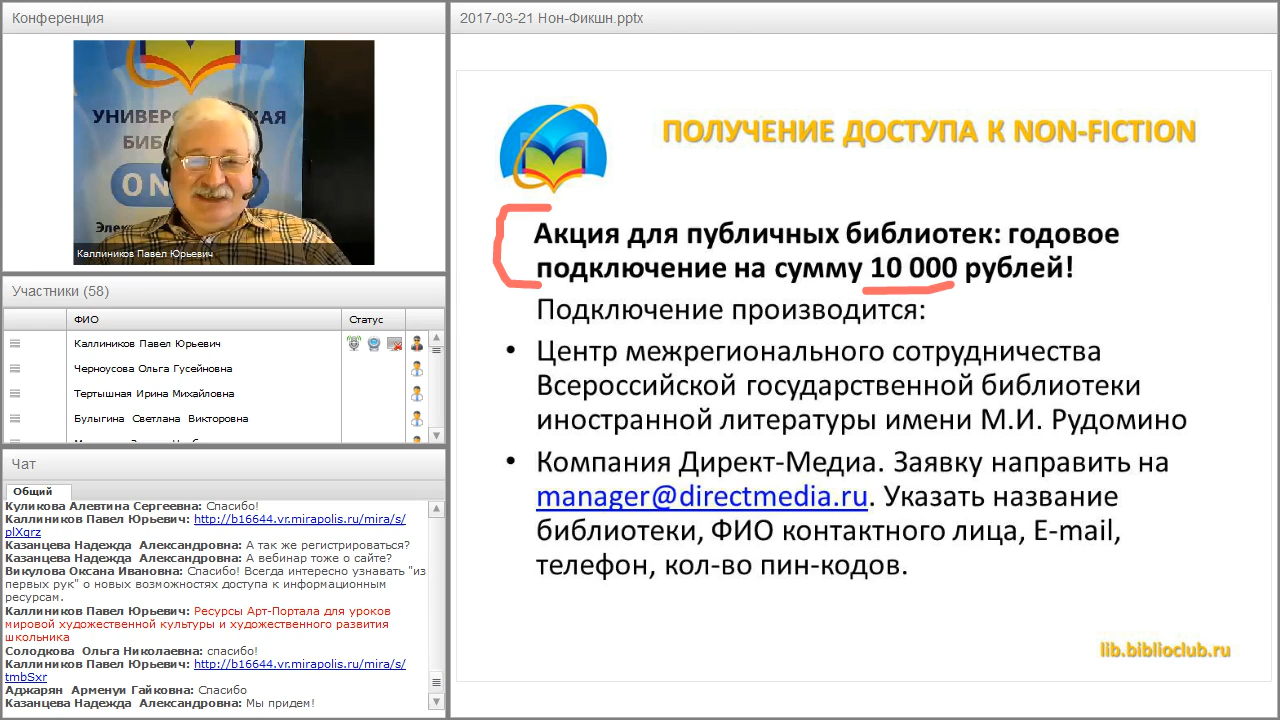 Конференция
2017-03-21 Нон-Фикшн.pptx
УНИВЕР
КАЯ
БИБ
ON
Эле
Каллиников Павел Юрьевич
Участники (58)
ФИО
Статус
Каллиников Павел Юрьевич
Черноусова Ольга Гусейновна
Тертышная Ирина Михайловна
Булыгина Светлана Викторовна
Чат
Общий
Куликова Алевтина Сергеевна: Спасибо!
Каллиников Павел Юрьевич: http://b16644.vr.mirapolis.ru/mira/s/
plXqrz
Казанцева Надежда Александровна: А так же регистрироваться?
Казанцева Надежда Александровна: А вебинар тоже о сайте?
Викулова Оксана Ивановна: Спасибо! Всегда интересно узнавать "из
первых рук" о новых возможностях доступа к информационным
ресурсам.
Каллиников Павел Юрьевич: Ресурсы Арт-Портала для уроков
мировой художественной культуры и художественного развития
школьника
Солодкова Ольга Николаевна: спасибо!
Каллиников Павел Юрьевич: http://b16644.vr.mirapolis.ru/mira/s/
tmbSxr
Аджарян Арменуи Гайковна: Спасибо
Казанцева Надежда Александровна: Мы придем!
ПОЛУЧЕНИЕ ДОСТУПА К NON-FICTION
Акция для публичных библиотек: годовое
подключение на сумму 10 000 рублей!
Подключение производится:
• Центр межрегионального сотрудничества
Всероссийской государственной библиотеки
иностранной литературы имени М.И. Рудомино
• Компания Директ-Медиа. Заявку направить на
manager@directmedia.ru. Указать название
библиотеки, ФИО контактного лица, E-mail,
телефон, кол-во пин-кодов.
lib.biblioclub.ru